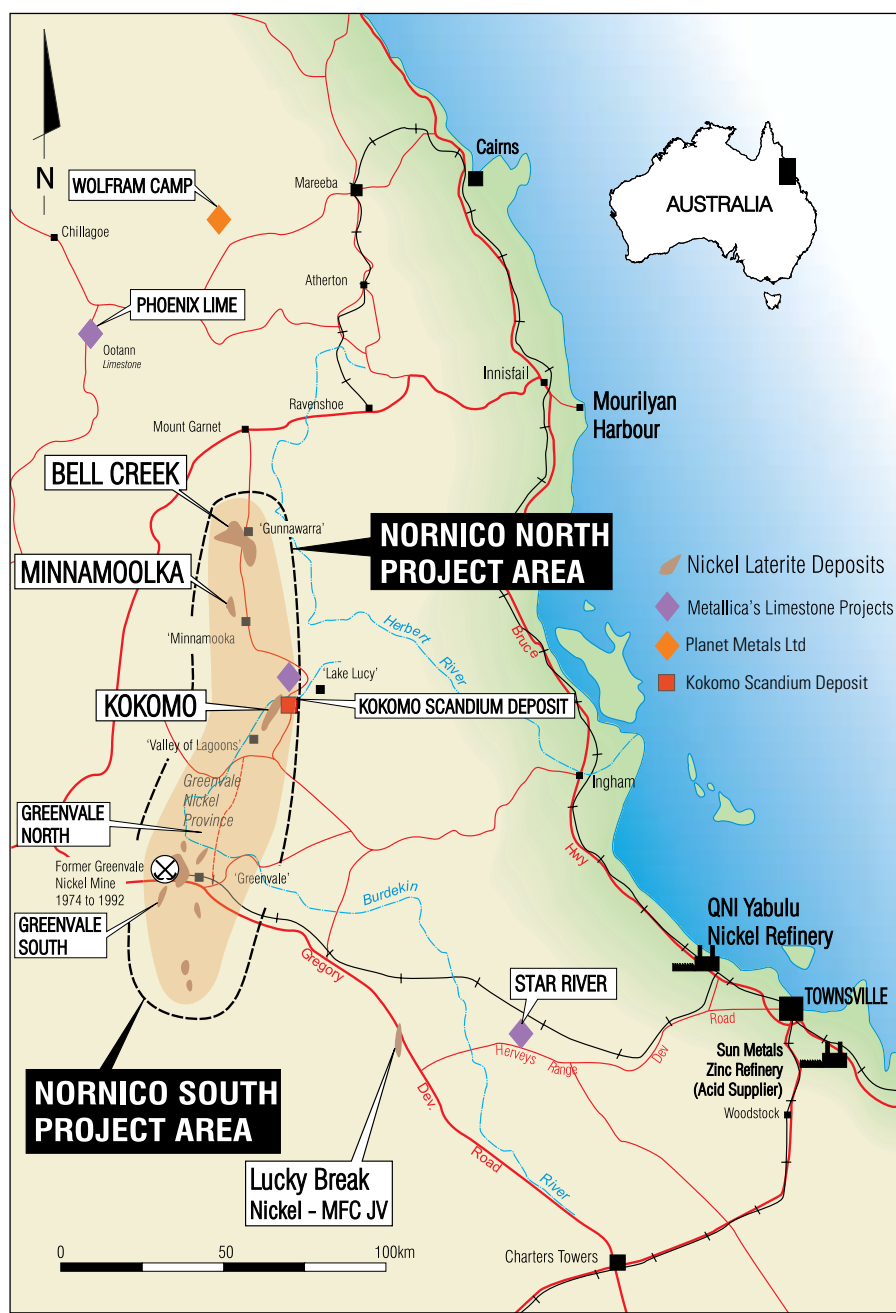 Cairns
N
WOLFRAM CAMP
Mareeba
AUSTRALIA
Chillagoe
Atherton
PHOENIX LIME
Ootann
Limestone
Innisfail
Ravenshoe
Mourilyan
Harbour
Mount Garnet
BELL CREEK
'Gunnawarra'
NORNICO NORTH
PROJECT AREA
MINNAMOOLKA
Nickel Laterite Deposits
Metallica's Limestone Projects
Planet Metals Ltd
Kokomo Scandium Deposit
'Minnamooka
Herbert
River
Bruce
'Lake Lucy'
KOKOMO
KOKOMO SCANDIUM DEPOSIT
'Valley of Lagoons'
Greenvale
Nickel
Province
Ingham
GREENVALE
NORTH
Hwy
Former Greenvale
Nickel Mine
1974 to 1992
'Greenvale'
Burdekin
GREENVALE
SOUTH
QNI Yabulu
Nickel Refinery
Gregory
STAR RIVER
TOWNSVILLE
Road
Herveys
Range
Dev
Sun Metals
Zinc Refinery
(Acid Supplier)
Woodstock
NORNICO SOUTH
PROJECT AREA
Dev.
Road
River
Lucky Break
Nickel - MFC JV
Charters Towers
0 50 100km